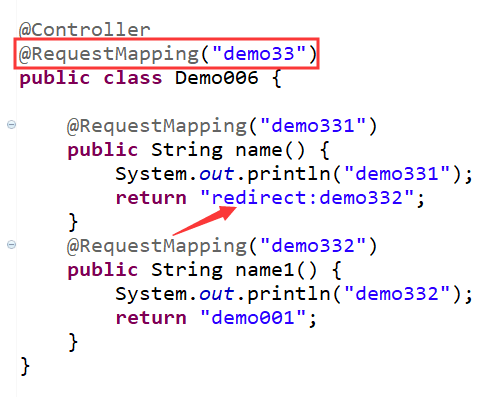 @Controller
@RequestMapping("demo33")
public class Demo006 {
@RequestMapping("demo331")
public String name() {
System.out.println("demo331");
return "redirect:demo332";
}
@RequestMapping("demo332")
public String name1() {
System.out.println("demo332");
return "demo001";
}
}